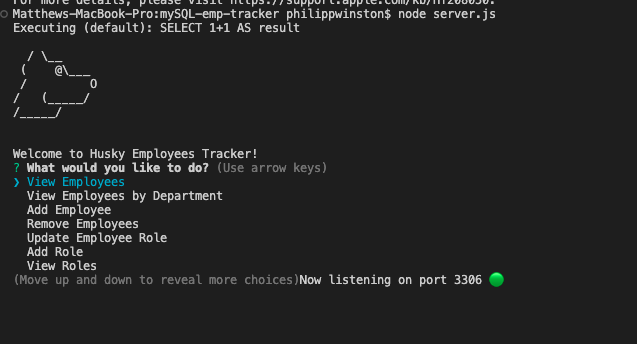 For more details, please visit https://support.apple.com/kb/HT208050.
Matthews-MacBook-Pro:mySQL-emp-tracker philippwinston$ node server.js
Executing (default): SELECT 1+1 AS result
  / \__
 (    @\___
 /         O
/   (_____/
/_____/
Welcome to Husky Employees Tracker!
? What would you like to do? (Use arrow keys)
❯ View Employees
  View Employees by Department
  Add Employee
  Remove Employees
  Update Employee Role
  Add Role
  View Roles
(Move up and down to reveal more choices)Now listening on port 3306 🟢